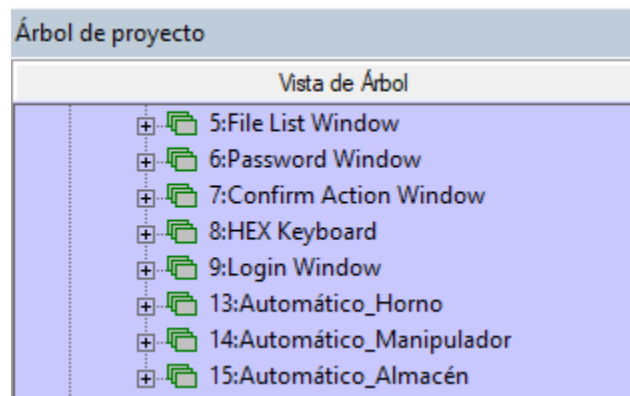 Árbol de proyecto
Vista de Árbol
5:File List Window
6:Password Window
7:Confirm Action Window
8:HEX Keyboard
9:Login Window
13:Automático_Horno
14:Automático_Manipulador
15:Automático_Almacén